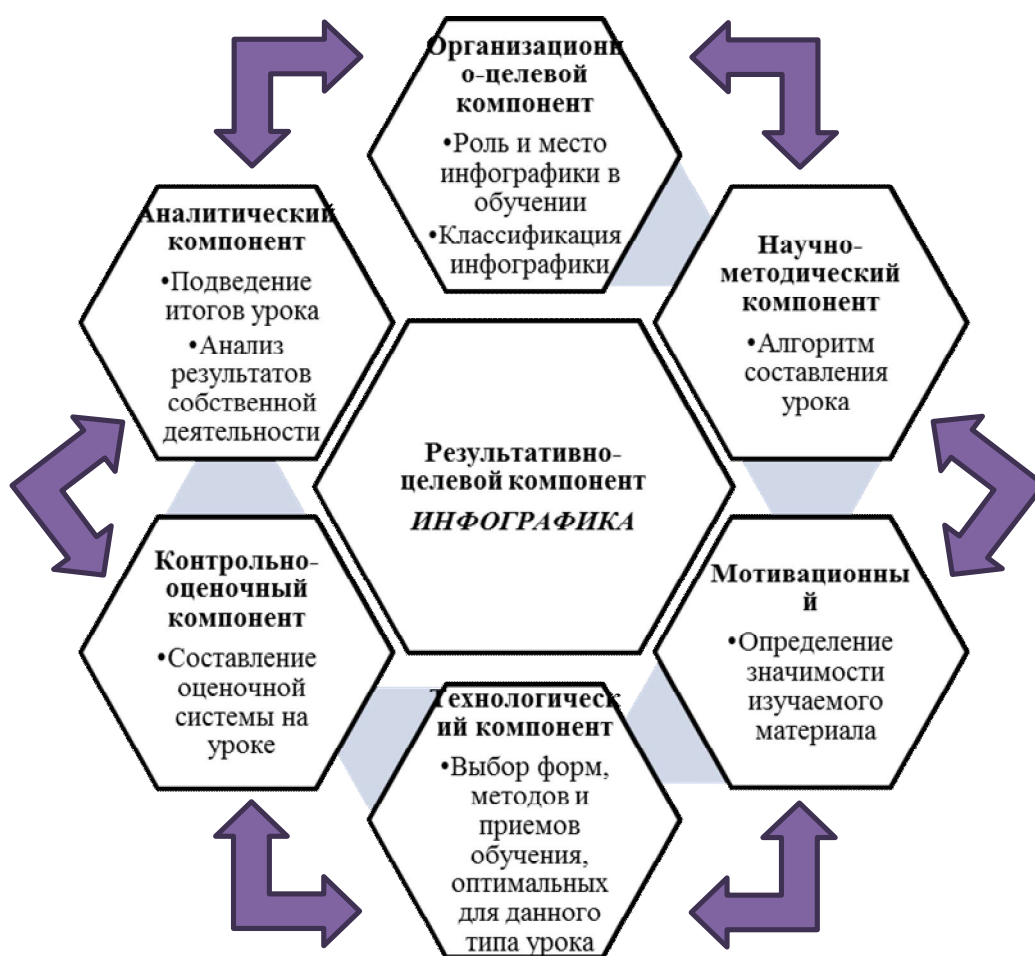 Организационн
о-целевой
компонент
•Роль и место
инфографики в
обучении
•Классификация
инфографики
Научно-
методический
компонент
•Алгоритм
составления
урока
Мотивационны
й
•Определение
значимости
изучаемого
материала
Технологическ
ий компонент
•Выбор форм,
методов и
приемов
обучения,
оптимальных
для данного
типа урока
Контрольно-
оценочный
компонент
•Составление
оценочной
системы на
уроке
Аналитический
компонент
•Подведение
итогов урока
•Анализ
результатов
собственной
деятельности
Результативно-
целевой компонент
ИНФОГРАФИКА